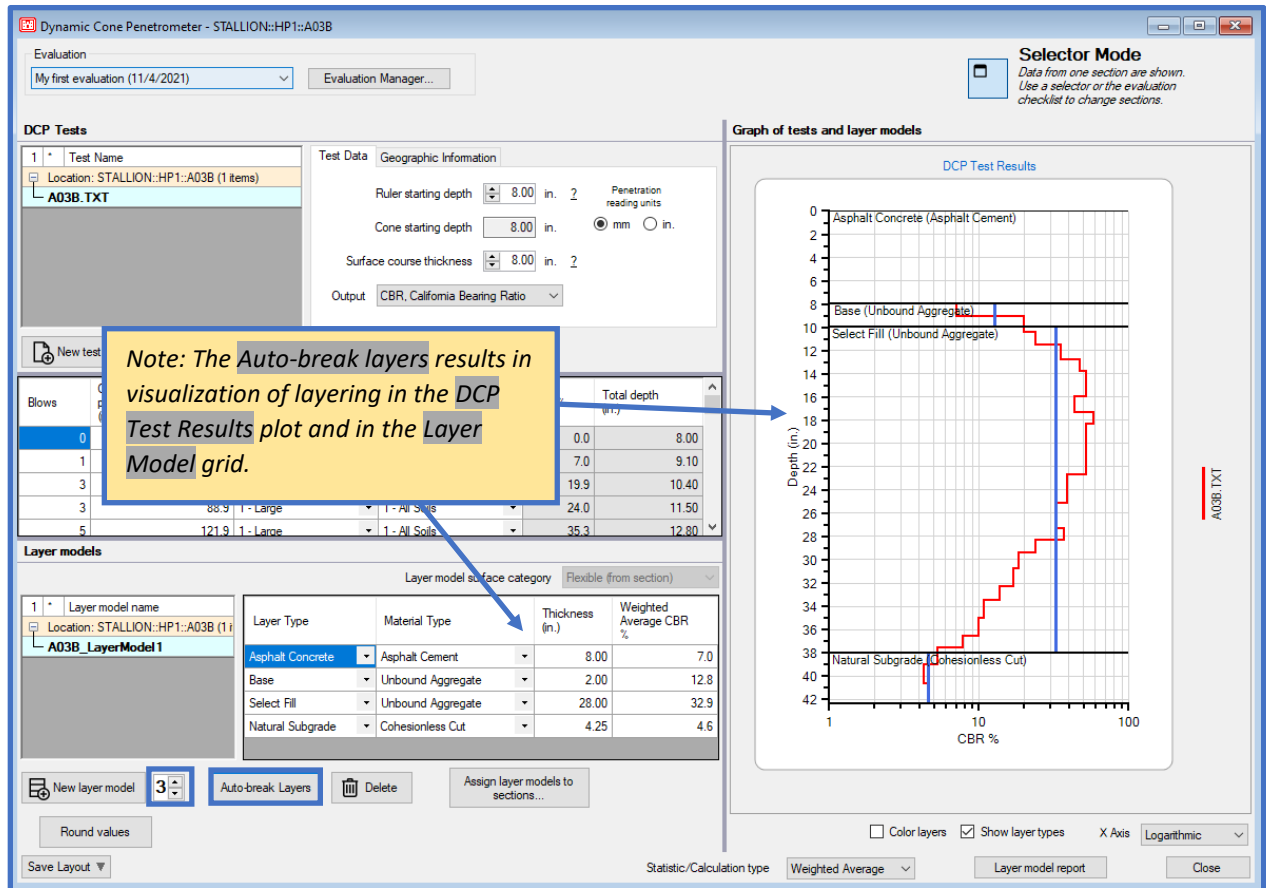 Dynamic Cone Penetrometer - STALLION::HP1::A03B
Evaluation
My first evaluation (11/4/2021)
Evaluation Manager...
Selector Mode
Data from one section are shown.
Use a selector or the evaluation
checklist to change sections.
DCP Tests
1 * Test Name
Location: STALLION::HP1::A03B (1 items)
A03B.TXT
Test Data Geographic Information
Ruler starting depth 8.00 in. ?
Penetration
reading units
Cone starting depth 8.00 in.
mm in.
Surface course thickness 8.00 in. ?
Output CBR, California Bearing Ratio
New test
Note: The Auto-break layers results in
visualization of layering in the DCP
Test Results plot and in the Layer
Model grid.
Blows
Total depth
0 0.0 8.00
1 7.0 9.10
3 19.9 10.40
3 88.9 1 - Large 1 - All Soils 24.0 11.50
5 121.9 1 - Large 1 - All Soils 35.3 12.80
Layer models
Layer model surface category Flexible (from section)
1 * Layer model name
Location: STALLION::HP1::A03B (1 i
A03B_LayerModel1
Layer Type Material Type Thickness (in.) Weighted Average CBR %
Asphalt Concrete Asphalt Cement 8.00 7.0
Base Unbound Aggregate 2.00 12.8
Select Fill Unbound Aggregate 28.00 32.9
Natural Subgrade Cohesionless Cut 4.25 4.6
New layer model 3 Auto-break Layers Delete
Assign layer models to
sections...
Round values
Save Layout
Graph of tests and layer models
DCP Test Results
Asphalt Concrete (Asphalt Cement)
Base (Unbound Aggregate)
Select Fill (Unbound Aggregate)
Natural Subgrade (Cohesionless Cut)
0
2
4
6
8
10
12
14
16
18
20
22
24
26
28
30
32
34
36
38
40
42
Depth (in.)
1 10 100
CBR %
A03B.TXT
Color layers Show layer types X Axis Logarithmic
Statistic/Calculation type Weighted Average Layer model report Close